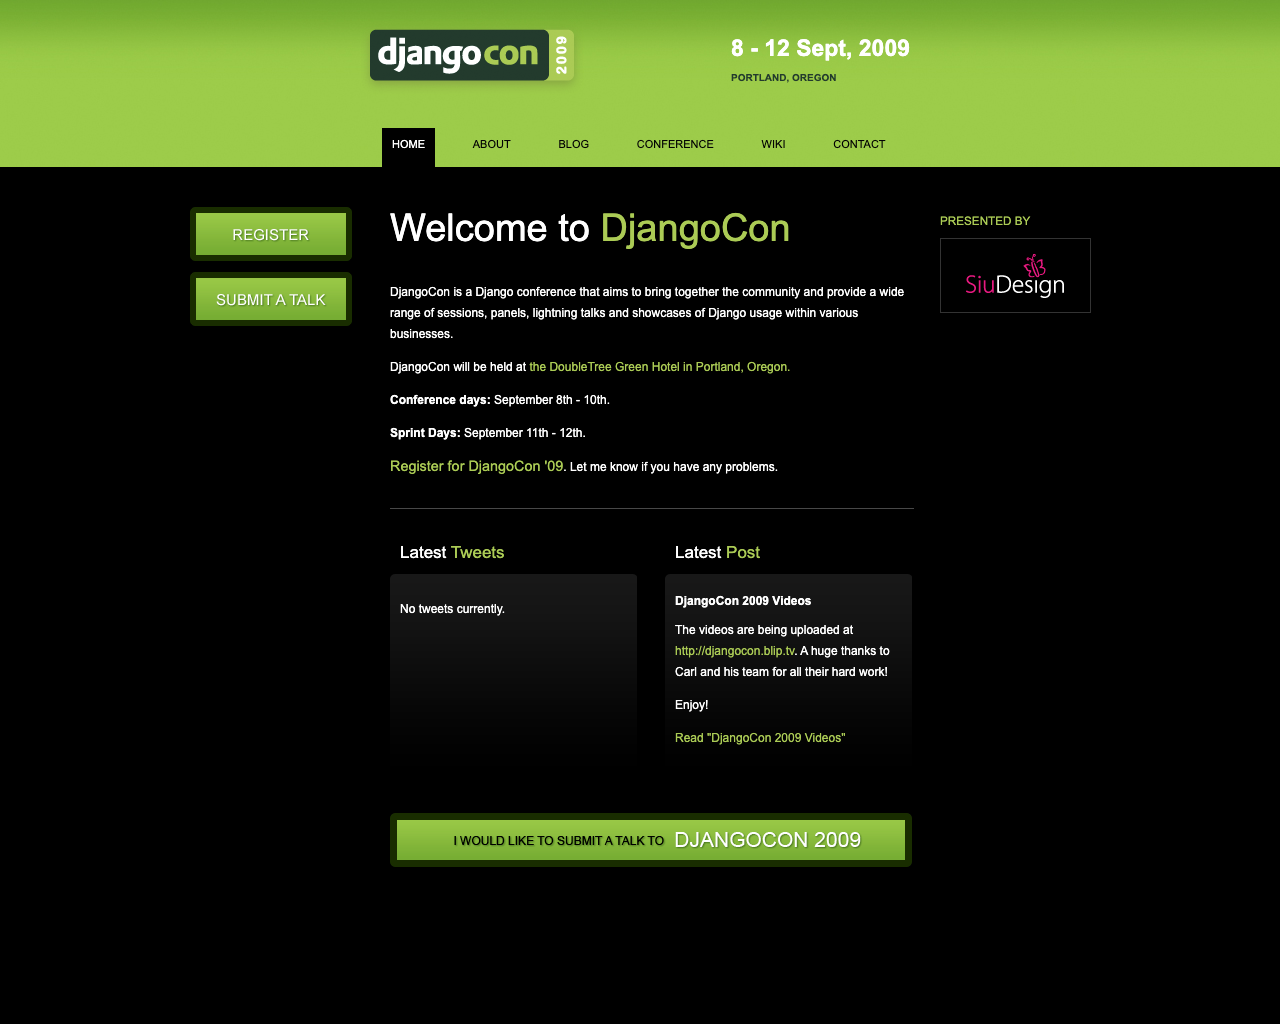 djangocon 2009
8 - 12 Sept, 2009
PORTLAND, OREGON
HOME ABOUT BLOG CONFERENCE WIKI CONTACT
REGISTER
SUBMIT A TALK
Welcome to DjangoCon
DjangoCon is a Django conference that aims to bring together the community and provide a wide
range of sessions, panels, lightning talks and showcases of Django usage within various
businesses.
DjangoCon will be held at the DoubleTree Green Hotel in Portland, Oregon.
Conference days: September 8th - 10th.
Sprint Days: September 11th - 12th.
Register for DjangoCon '09. Let me know if you have any problems.
PRESENTED BY
SiuDesign
Latest Tweets
No tweets currently.
Latest Post
DjangoCon 2009 Videos
The videos are being uploaded at
http://djangocon.blip.tv. A huge thanks to
Carl and his team for all their hard work!
Enjoy!
Read "DjangoCon 2009 Videos"
I WOULD LIKE TO SUBMIT A TALK TO DJANGOCON 2009